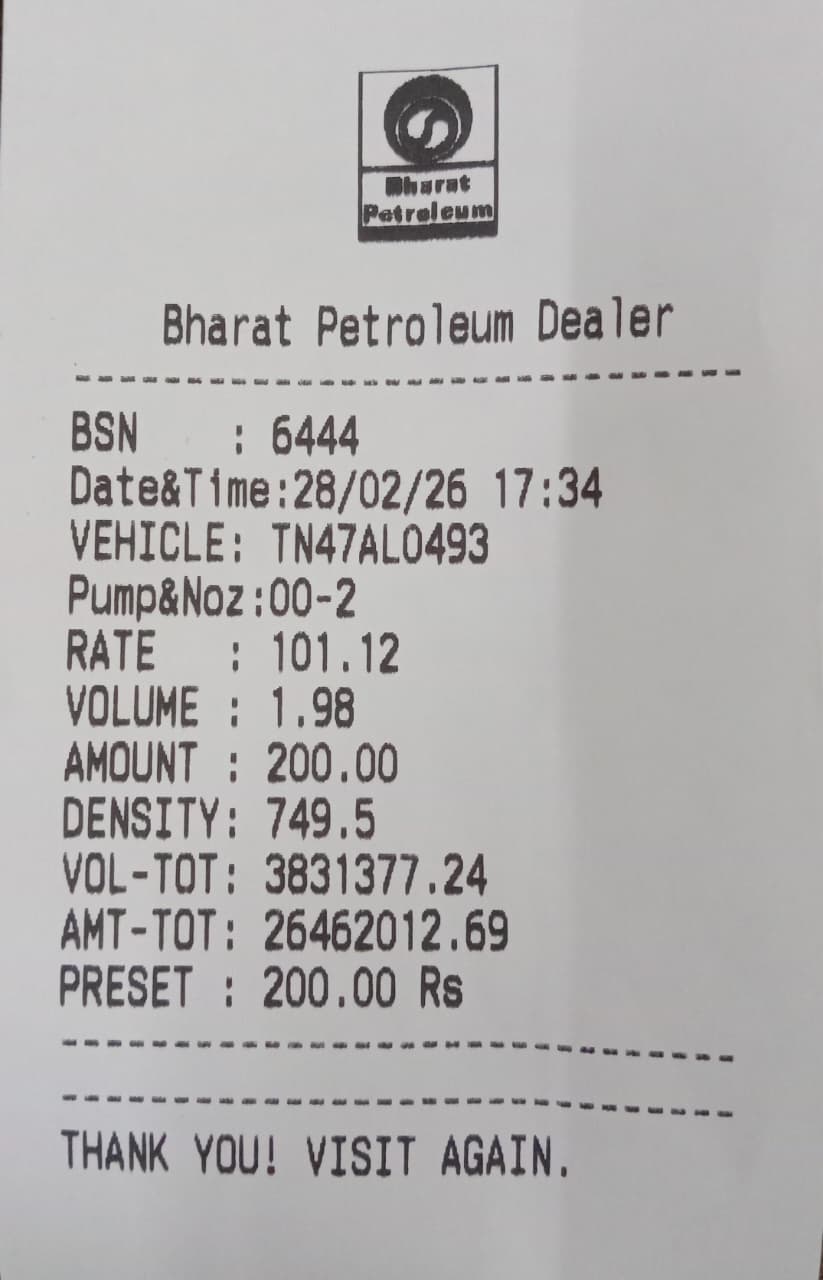 Bharat
Petroleum
Bharat Petroleum Dealer
--------------------------------
BSN    : 6444
Date&Time:28/02/26 17:34
VEHICLE: TN47AL0493
Pump&Noz:00-2
RATE   : 101.12
VOLUME : 1.98
AMOUNT : 200.00
DENSITY: 749.5
VOL-TOT: 3831377.24
AMT-TOT: 26462012.69
PRESET : 200.00 Rs
--------------------------------
--------------------------------
THANK YOU! VISIT AGAIN.